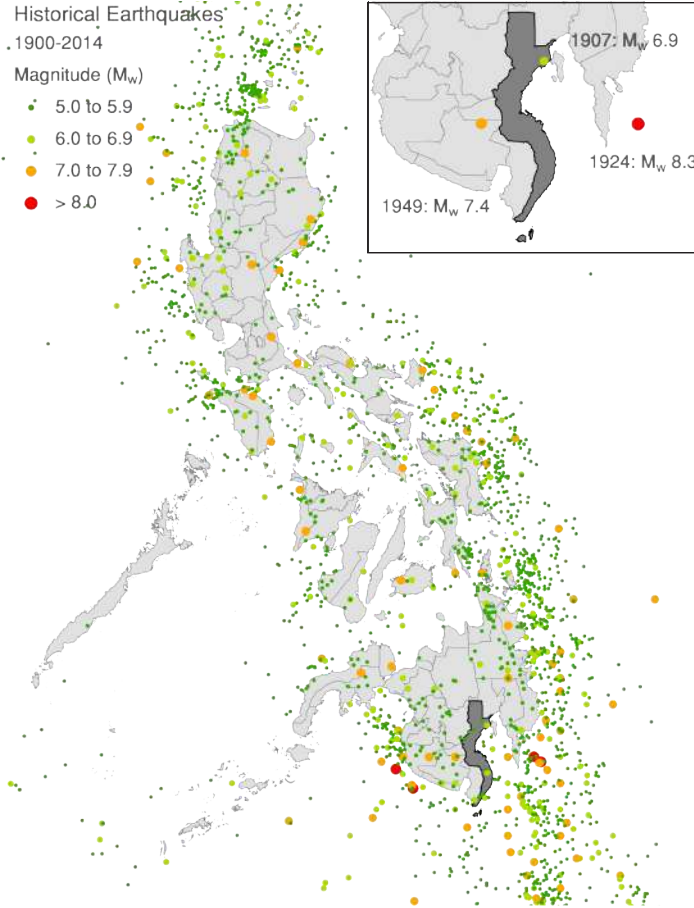 Historical Earthquakes
1900-2014
Magnitude (Mw)
5.0 to 5.9
6.0 to 6.9
7.0 to 7.9
> 8.0
1907: Mw 6.9
1924: Mw 8.3
1949: Mw 7.4